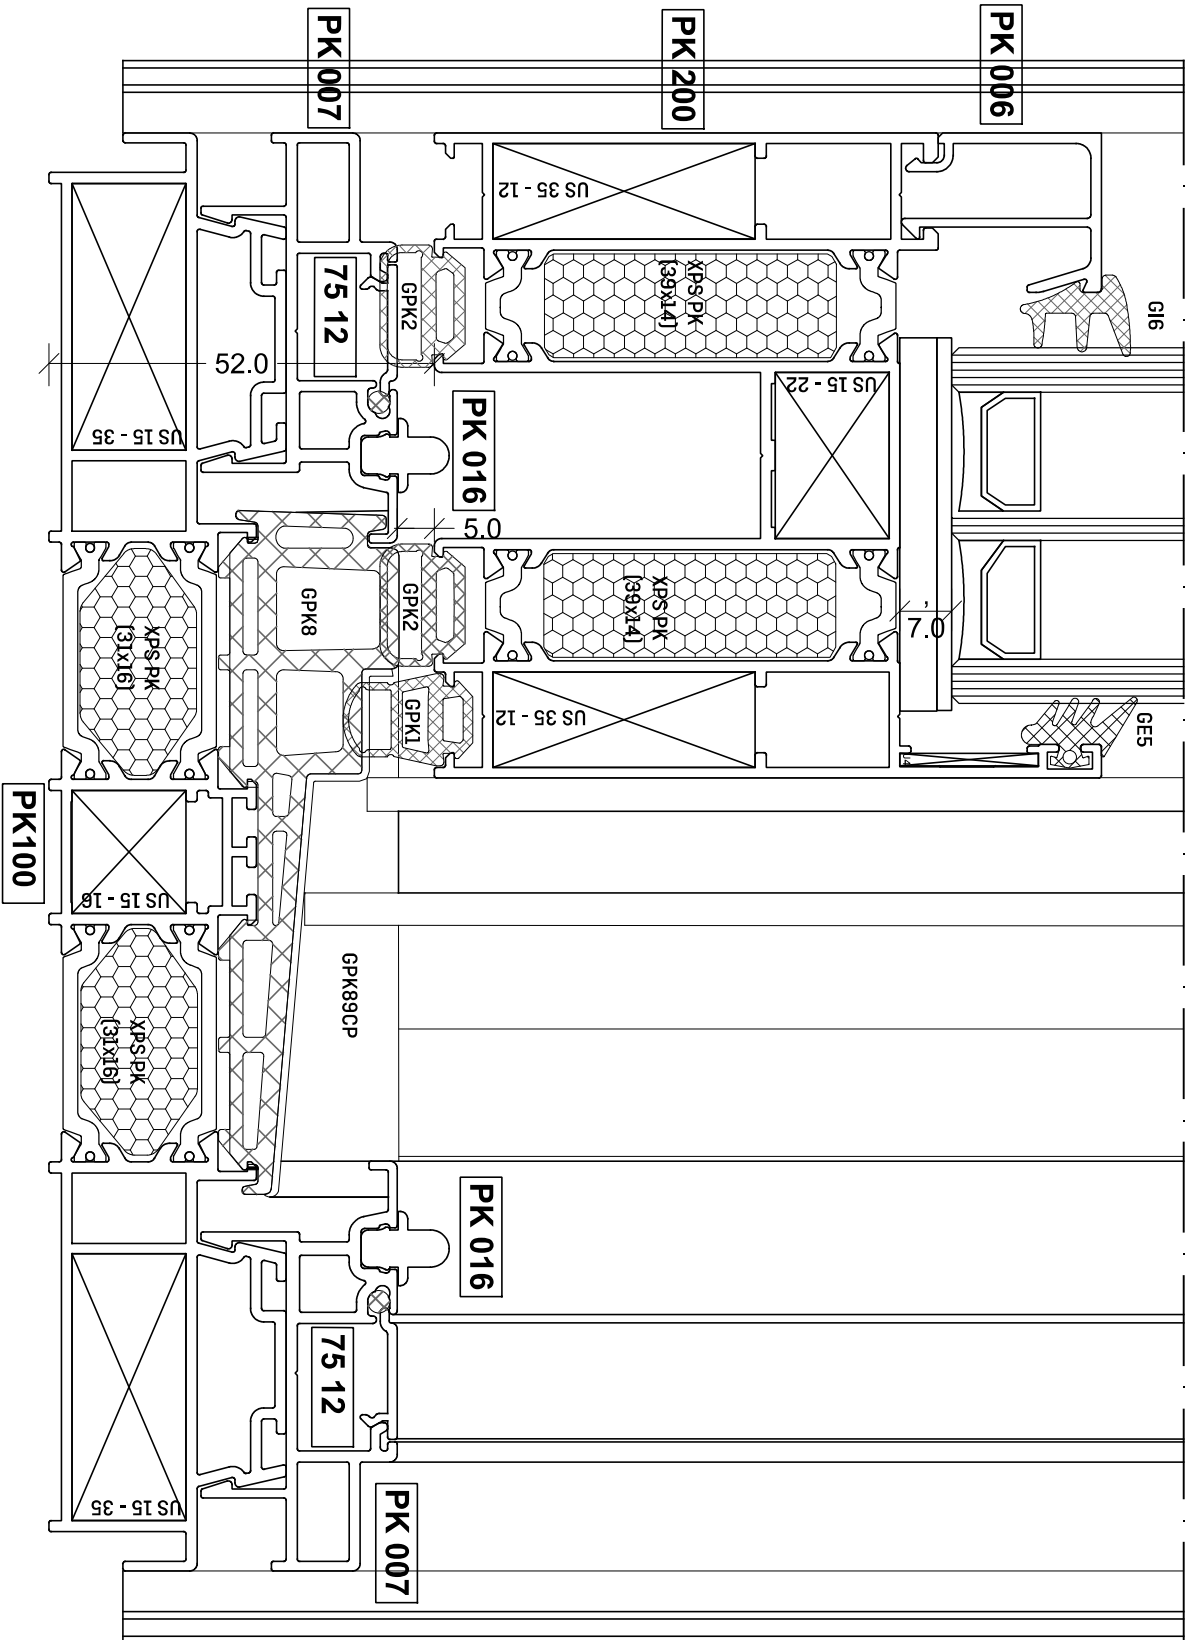 PK 007
PK 200
PK 006
US 35 - 12
XPS PK
(39x14)
GI6
75 12
GPK2
52.0
US 15 - 22
US 15 - 35
PK 016
5.0
GPK8
GPK2
XPS PK
(39x14)
7.0
XPS PK
(31x16)
GPK1
US 35 - 12
GE5
PK100
US 15 - 16
GPK89CP
XPS PK
(31x16)
PK 016
75 12
US 15 - 35
PK 007